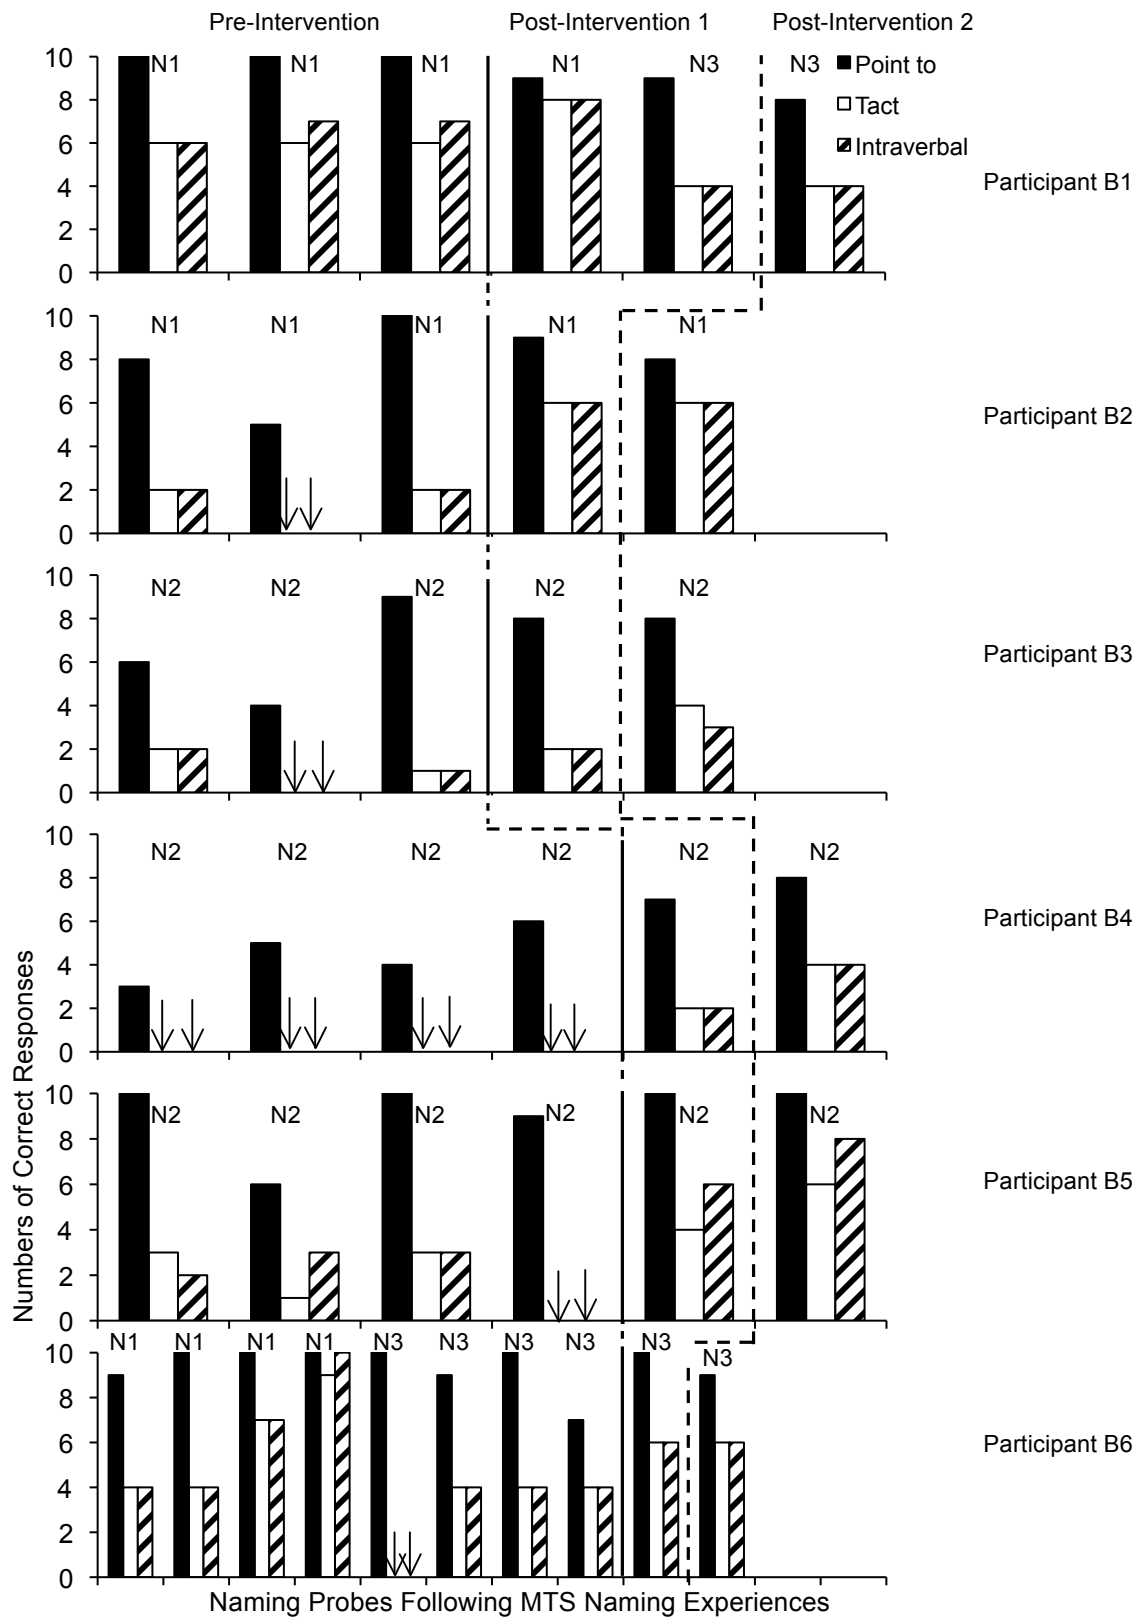 Pre-Intervention Post-Intervention 1 Post-Intervention 2
10 N1 N1 N1 N1 N3 N3 Point to
8 Tact
6 Intraverbal
4 Participant B1
2
0
10 N1 N1 N1 N1 N1
8
6 Participant B2
4
2
0
10 N2 N2 N2 N2 N2
8
6 Participant B3
4
2
0
10 N2 N2 N2 N2 N2 N2
8
6 Participant B4
4
2
0
10 N2 N2 N2 N2 N2 N2
8
6 Participant B5
4
2
0
Numbers of Correct Responses
N1 N1 N1 N1 N3 N3 N3 N3 N3 N3
10
8
6 Participant B6
4
2
0
Naming Probes Following MTS Naming Experiences